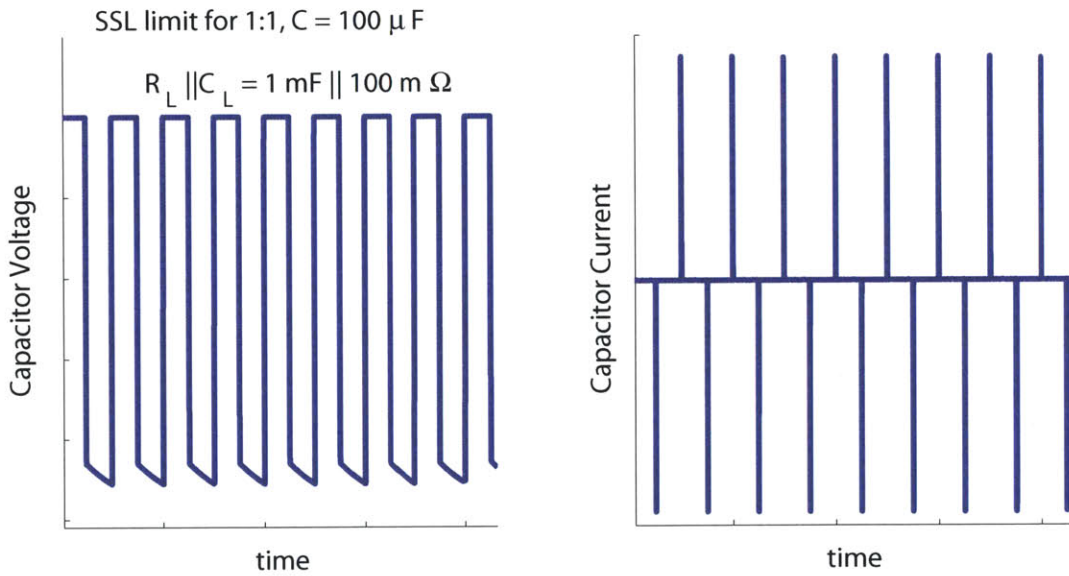 SSL limit for 1:1, C = 100 μ F
R L ||C L = 1 mF || 100 m Ω
Capacitor Voltage
time
Capacitor Current
time